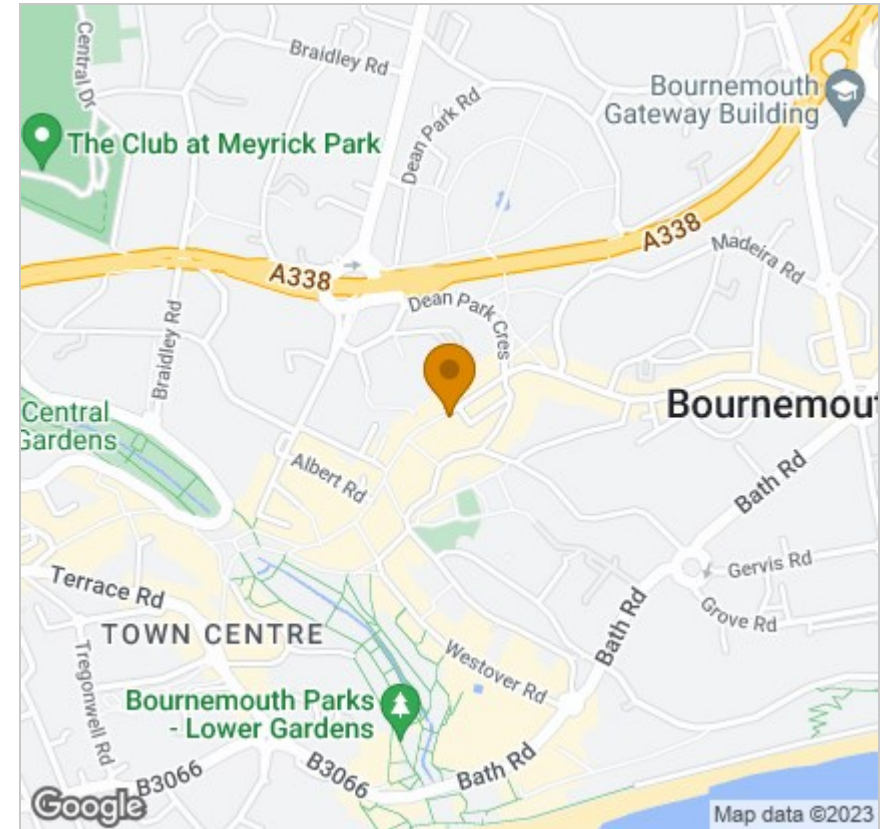 Central Dr
Braidley Rd
Dean Park Rd
Bournemouth
Gateway Building
The Club at Meyrick Park
A338
Madeira Rd
A338
Dean Park Cres
Braidley Rd
Central
Gardens
Bournemou
Albert Rd
Bath Rd
Gervis Rd
Terrace Rd
Grove Rd
TOWN CENTRE
Bath Rd
Tregonwell Rd
Westover Rd
Bournemouth Parks
- Lower Gardens
B3066
B3066
Bath Rd
Google
Map data ©2023